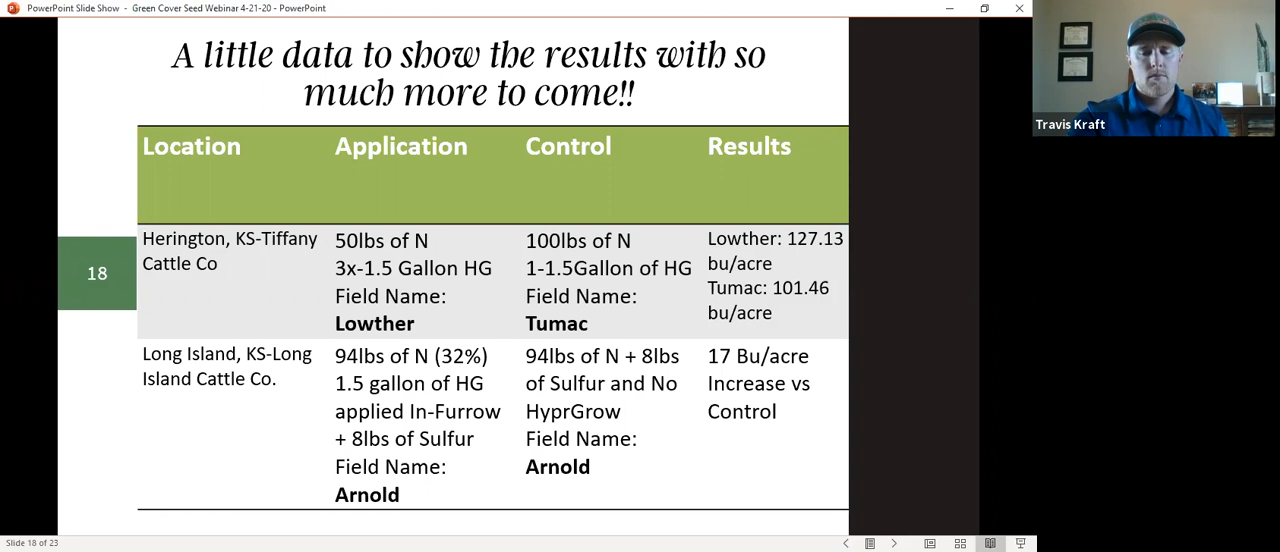 PowerPoint Slide Show - Green Cover Seed Webinar 4-21-20 - PowerPoint
A little data to show the results with so
much more to come!!
Location
Application
Control
Results
Herington, KS-Tiffany
Cattle Co
50lbs of N
3x-1.5 Gallon HG
Field Name:
Lowther
100lbs of N
1-1.5Gallon of HG
Field Name:
Tumac
Lowther: 127.13
bu/acre
Tumac: 101.46
bu/acre
Long Island, KS-Long
Island Cattle Co.
94lbs of N (32%)
1.5 gallon of HG
applied In-Furrow
+ 8lbs of Sulfur
Field Name:
Arnold
94lbs of N + 8lbs
of Sulfur and No
HyprGrow
Field Name:
Arnold
17 Bu/acre
Increase vs
Control
18
Travis Kraft
Slide 18 of 23